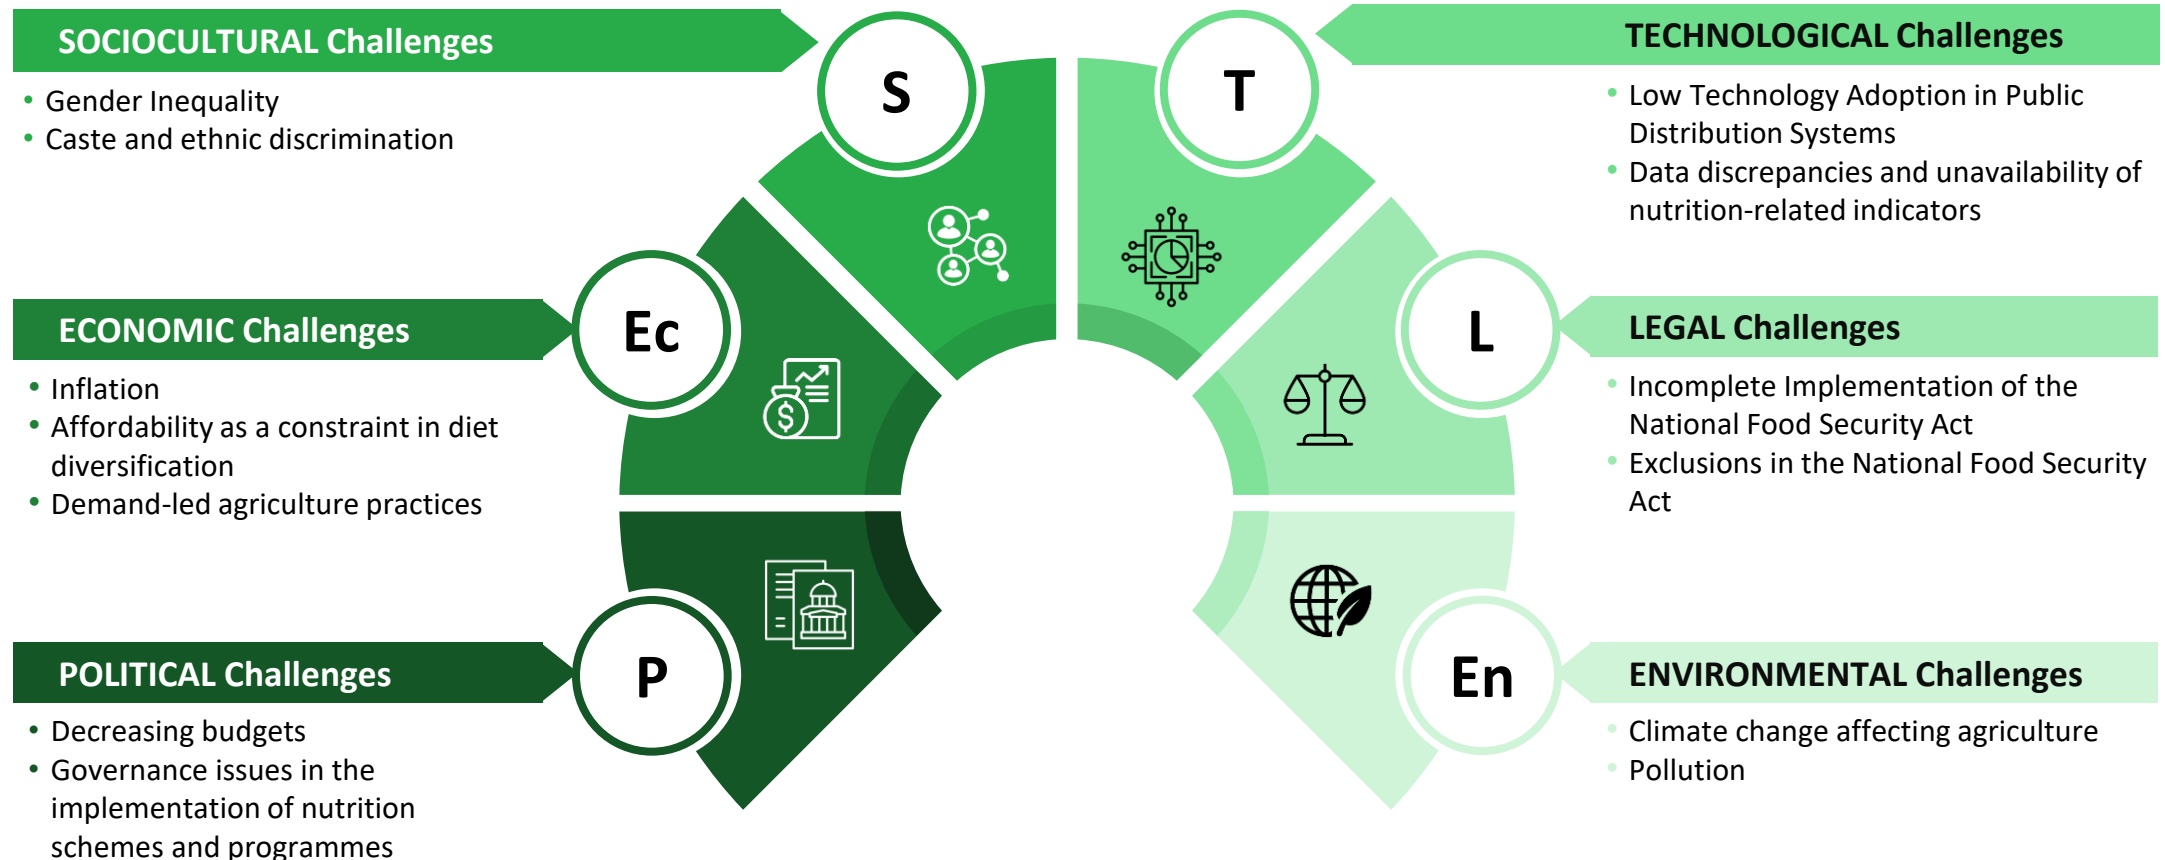 SOCIOCULTURAL Challenges
• Gender Inequality
• Caste and ethnic discrimination
S
T
TECHNOLOGICAL Challenges
• Low Technology Adoption in Public
Distribution Systems
• Data discrepancies and unavailability of
nutrition-related indicators
ECONOMIC Challenges
• Inflation
• Affordability as a constraint in diet
diversification
• Demand-led agriculture practices
Ec
$
L
LEGAL Challenges
• Incomplete Implementation of the
National Food Security Act
• Exclusions in the National Food Security
Act
POLITICAL Challenges
• Decreasing budgets
• Governance issues in the
implementation of nutrition
schemes and programmes
P
En
ENVIRONMENTAL Challenges
• Climate change affecting agriculture
• Pollution